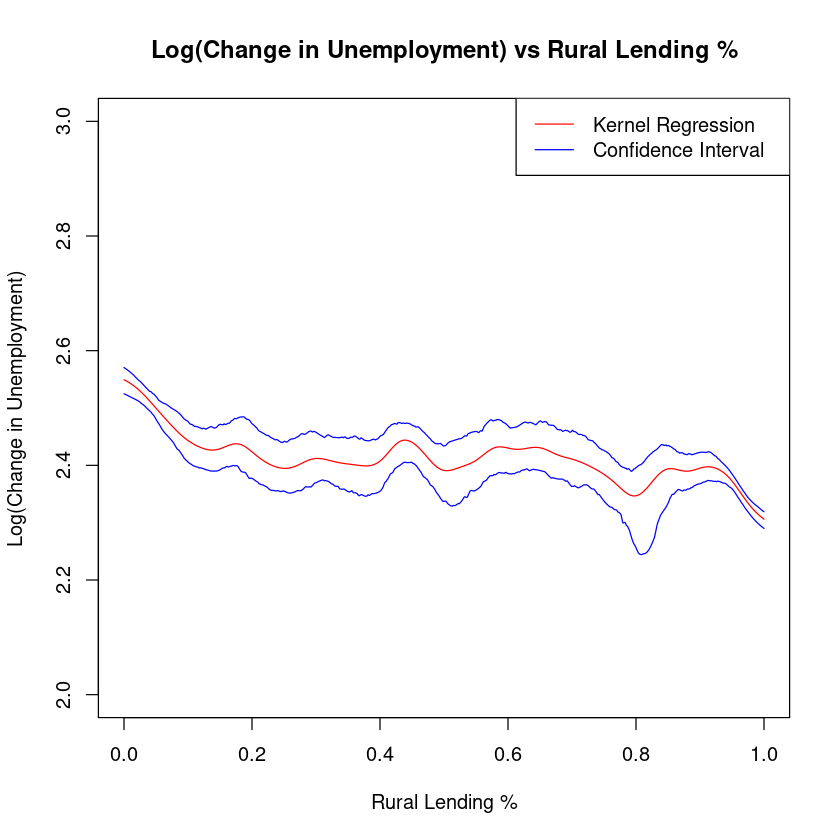 Log(Change in Unemployment) vs Rural Lending %
Kernel Regression
Confidence Interval
Log(Change in Unemployment)
3.0
2.8
2.6
2.4
2.2
2.0
0.0 0.2 0.4 0.6 0.8 1.0
Rural Lending %